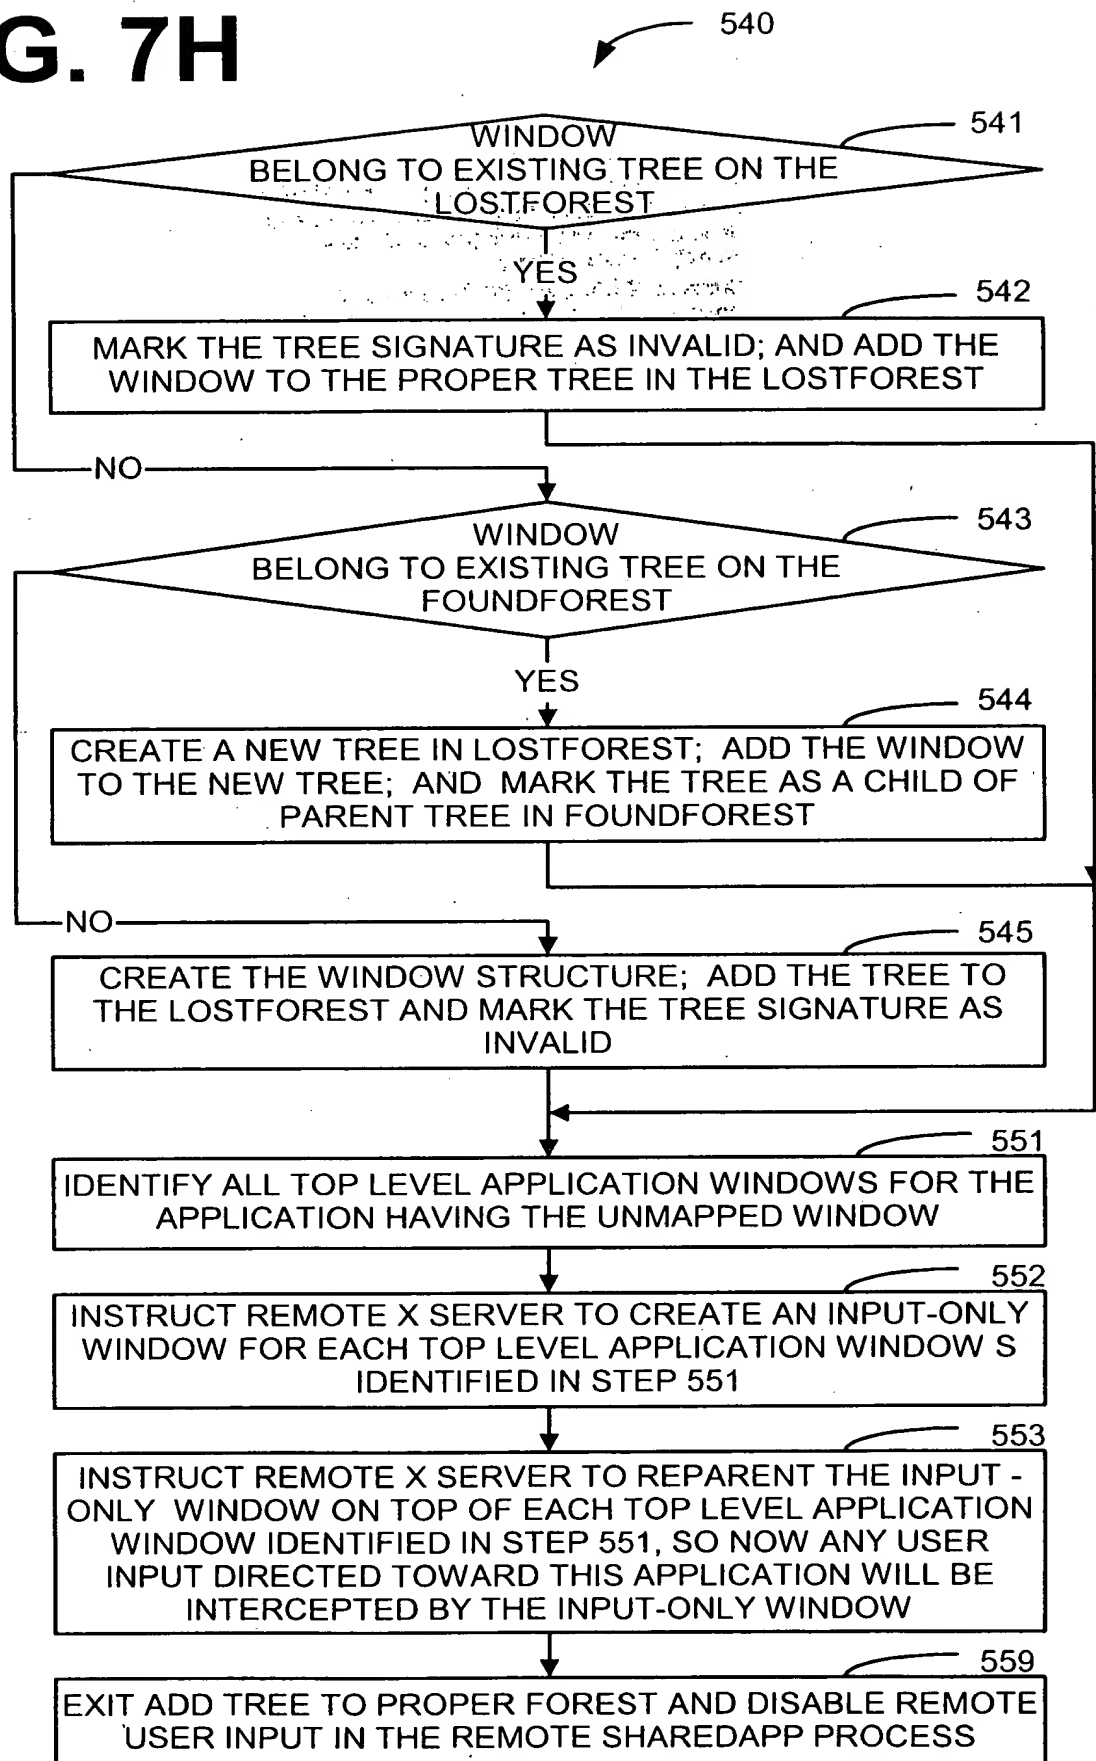 G. 7H
540
541
WINDOW
BELONG TO EXISTING TREE ON THE
LOSTFOREST
YES
542
MARK THE TREE SIGNATURE AS INVALID; AND ADD THE
WINDOW TO THE PROPER TREE IN THE LOSTFOREST
NO
543
WINDOW
BELONG TO EXISTING TREE ON THE
FOUNDFOREST
YES
544
CREATE A NEW TREE IN LOSTFOREST; ADD THE WINDOW
TO THE NEW TREE; AND MARK THE TREE AS A CHILD OF
PARENT TREE IN FOUNDFOREST
NO
545
CREATE THE WINDOW STRUCTURE; ADD THE TREE TO
THE LOSTFOREST AND MARK THE TREE SIGNATURE AS
INVALID
551
IDENTIFY ALL TOP LEVEL APPLICATION WINDOWS FOR THE
APPLICATION HAVING THE UNMAPPED WINDOW
552
INSTRUCT REMOTE X SERVER TO CREATE AN INPUT-ONLY
WINDOW FOR EACH TOP LEVEL APPLICATION WINDOW S
IDENTIFIED IN STEP 551
553
INSTRUCT REMOTE X SERVER TO REPARENT THE INPUT -
ONLY WINDOW ON TOP OF EACH TOP LEVEL APPLICATION
WINDOW IDENTIFIED IN STEP 551, SO NOW ANY USER
INPUT DIRECTED TOWARD THIS APPLICATION WILL BE
INTERCEPTED BY THE INPUT-ONLY WINDOW
559
EXIT ADD TREE TO PROPER FOREST AND DISABLE REMOTE
USER INPUT IN THE REMOTE SHAREDAPP PROCESS